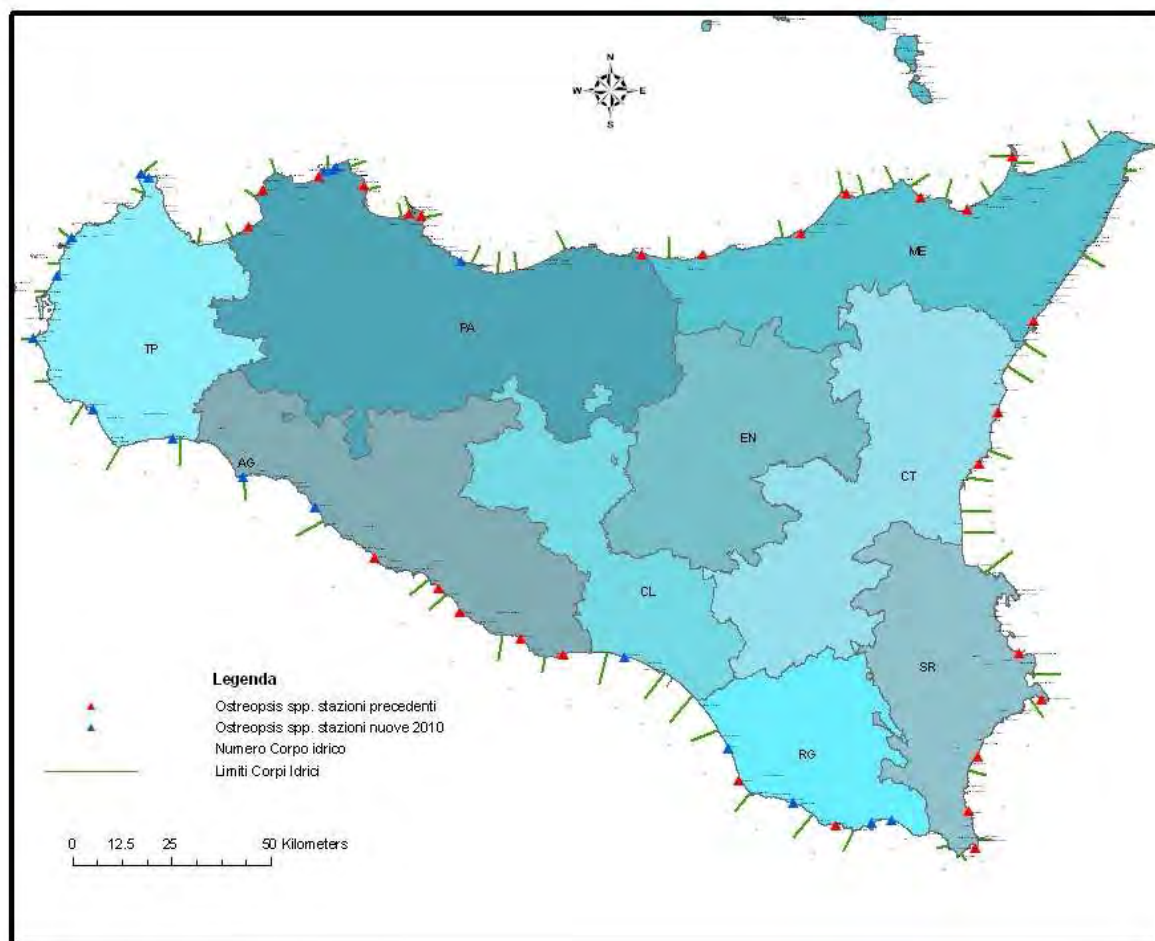 N
W E
S
ME
PA
TP
EN
AG
CT
CL
SR
RG
Legenda
Ostreopsis spp. stazioni precedenti
Ostreopsis spp. stazioni nuove 2010
Numero Corpo idrico
Limiti Corpi Idrici
0 12.5 25 50 Kilometers